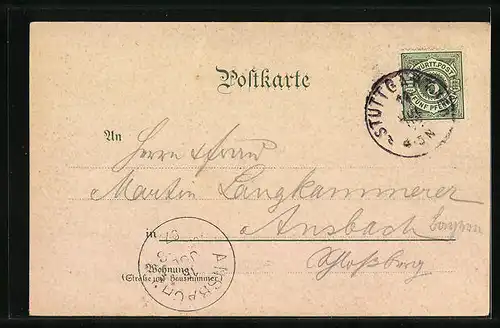 Postkarte
WÜRTT. POST
FÜNF PFENNIG
STUTTGART
An
Herrn & Frau
Martin Langkammerer
in Ansbach Bayern
Schloßberg
Wohnung
(Straße und Hausnummer)
ANSBACH